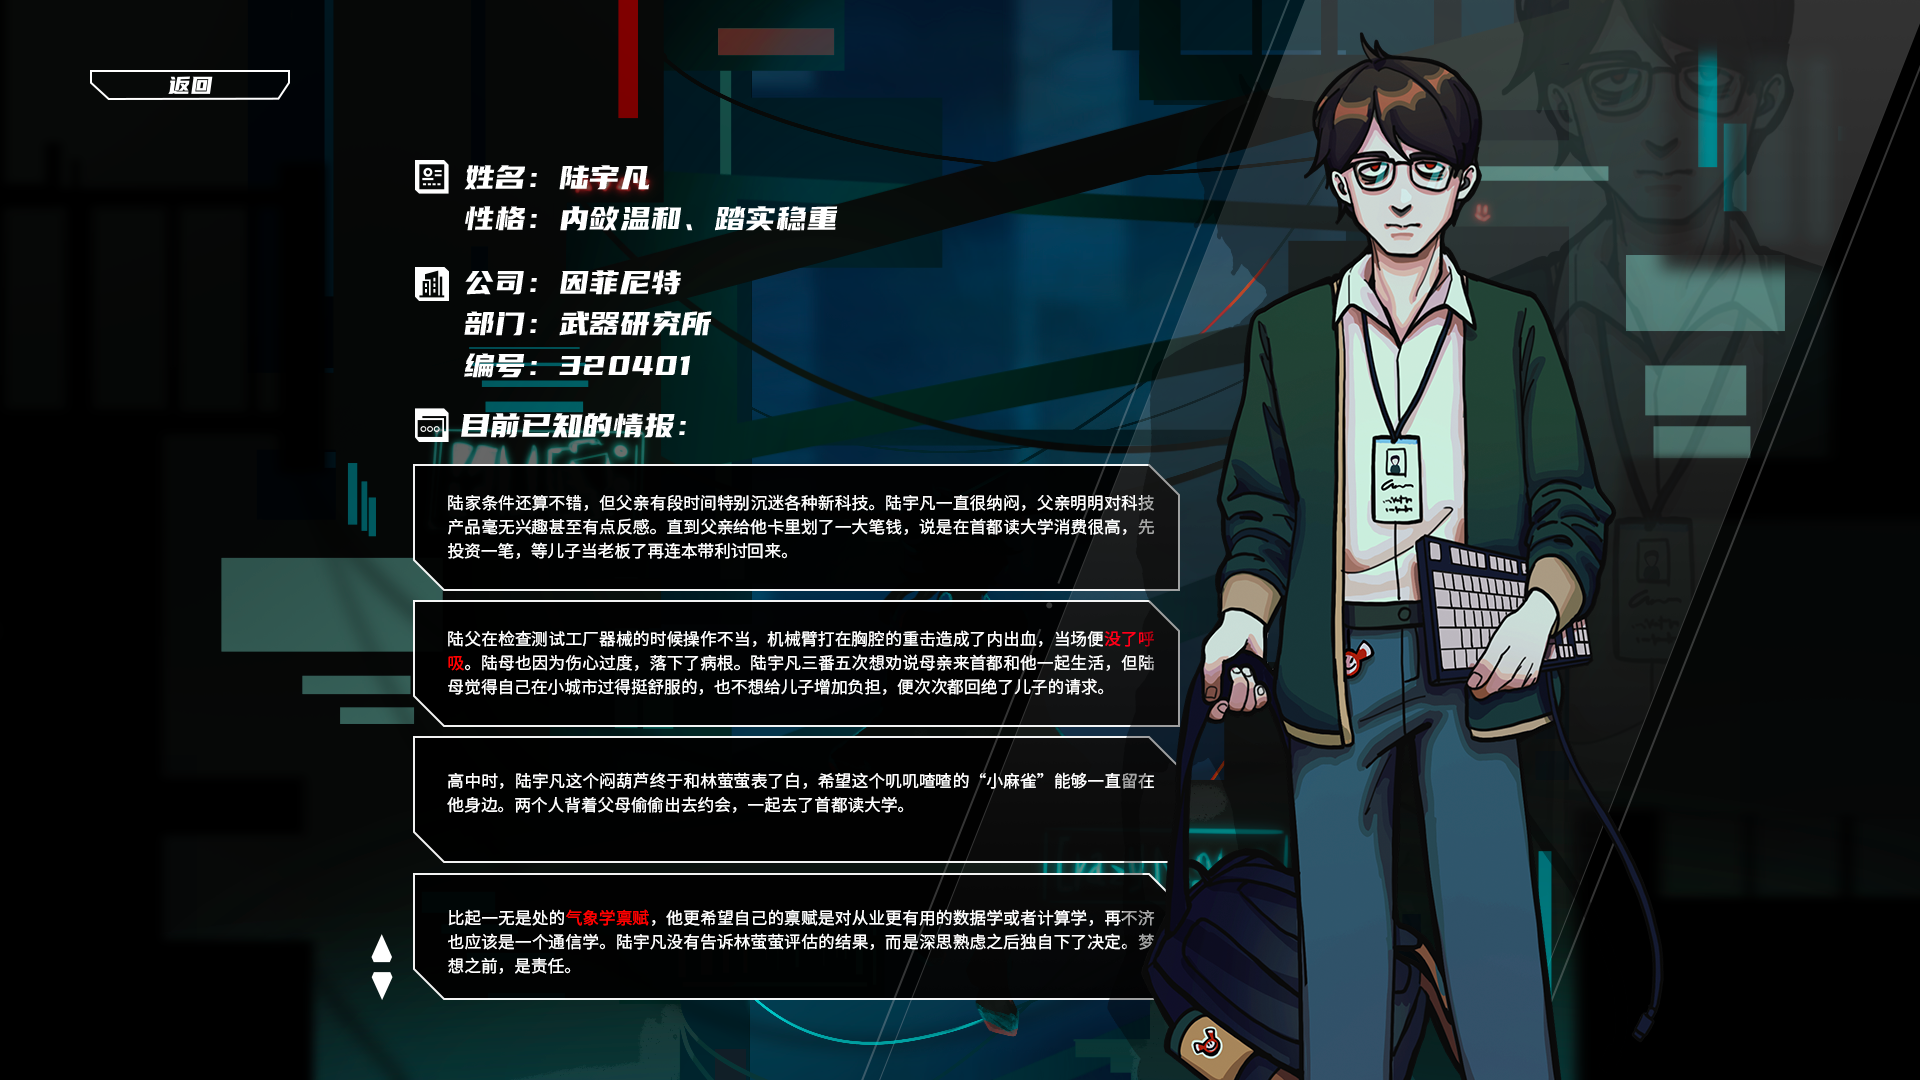 返回
姓名：陆宇凡
性格：内敛温和、踏实稳重
公司：因菲尼特
部门：武器研究所
编号：320401
目前已知的情报：
陆家条件还算不错，但父亲有段时间特别沉迷各种新科技。陆宇凡一直很纳闷，父亲明明对科技
产品毫无兴趣甚至有点反感。直到父亲给他卡里划了一大笔钱，说是在首都读大学消费很高，先
投资一笔，等儿子当老板了再连本带利讨回来。
陆父在检查测试工厂器械的时候操作不当，机械臂打在胸腔的重击造成了内出血，当场便没了呼
吸。陆母也因为伤心过度，落下了病根。陆宇凡三番五次想劝说母亲来首都和他一起生活，但陆
母觉得自己在小城市过得挺舒服的，也不想给儿子增加负担，便次次都回绝了儿子的请求。
高中时，陆宇凡这个闷葫芦终于和林萤萤表了白，希望这个叽叽喳喳的“小麻雀”能够一直留在
他身边。两个人背着父母偷偷出去约会，一起去了首都读大学。
比起一无是处的气象学禀赋，他更希望自己的禀赋是对从业更有用的数据学或者计算学，再不济
也应该是一个通信学。陆宇凡没有告诉林萤萤评估的结果，而是深思熟虑之后独自下了决定。梦
想之前，是责任。